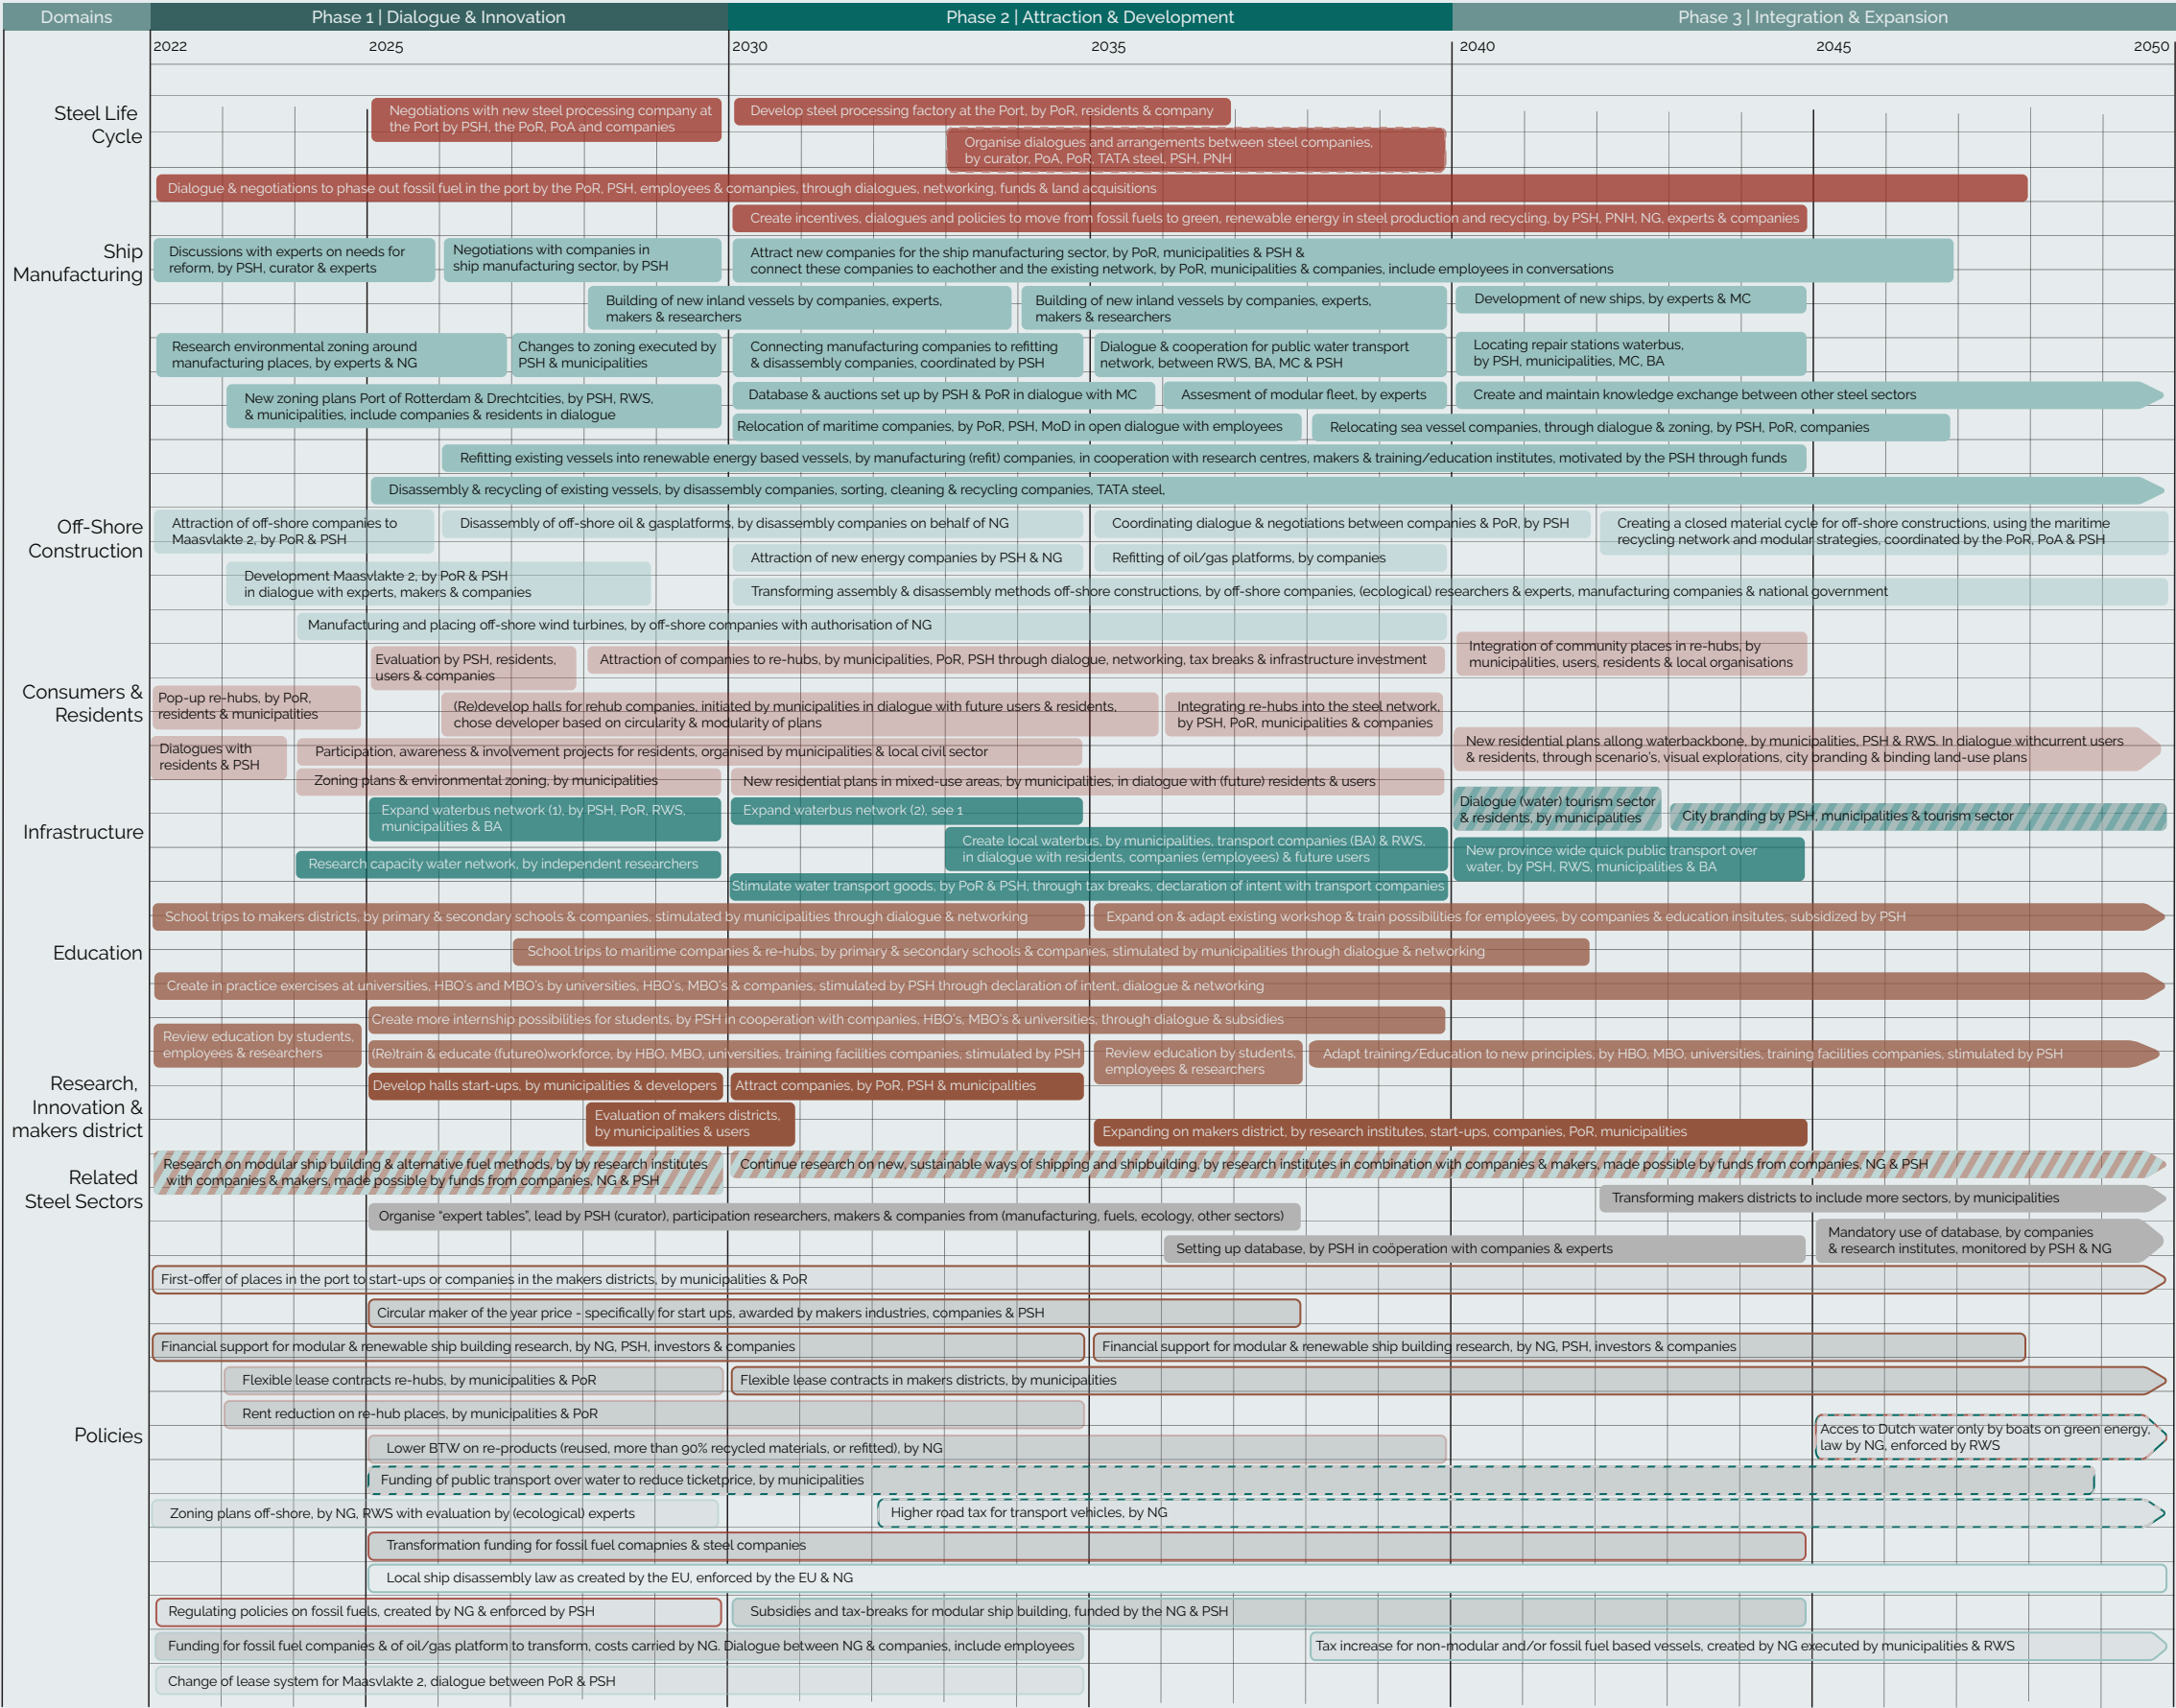 Domains
Phase 1 | Dialogue & Innovation
Phase 2 | Attraction & Development
Phase 3 | Integration & Expansion
2022
2025
2030
2035
2040
2045
2050
Steel Life
Cycle
Negotiations with new steel processing company at
the Port by PSH, the PoR, PoA and companies
Develop steel processing factory at the Port, by PoR, residents & company
Organise dialogues and arrangements between steel companies,
by curator, PoA, PoR, TATA steel, PSH, PNH
Dialogue & negotiations to phase out fossil fuel in the port by the PoR, PSH, employees & comanpies, through dialogues, networking, funds & land acquisitions
Create incentives, dialogues and policies to move from fossil fuels to green, renewable energy in steel production and recycling, by PSH, PNH, NG, experts & companies
Ship
Manufacturing
Discussions with experts on needs for
reform, by PSH, curator & experts
Negotiations with companies in
ship manufacturing sector, by PSH
Attract new companies for the ship manufacturing sector, by PoR, municipalities & PSH &
connect these companies to eachother and the existing network, by PoR, municipalities & companies, include employees in conversations
Building of new inland vessels by companies, experts,
makers & researchers
Building of new inland vessels by companies, experts,
makers & researchers
Development of new ships, by experts & MC
Research environmental zoning around
manufacturing places, by experts & NG
Changes to zoning executed by
PSH & municipalities
Connecting manufacturing companies to refitting
& disassembly companies, coordinated by PSH
Dialogue & cooperation for public water transport
network, between RWS, BA, MC & PSH
Locating repair stations waterbus,
by PSH, municipalities, MC, BA
New zoning plans Port of Rotterdam & Drechtcities, by PSH, RWS,
& municipalities, include companies & residents in dialogue
Database & auctions set up by PSH & PoR in dialogue with MC
Assesment of modular fleet, by experts
Create and maintain knowledge exchange between other steel sectors
Relocation of maritime companies, by PoR, PSH, MoD in open dialogue with employees
Relocating sea vessel companies, through dialogue & zoning, by PSH, PoR, companies
Refitting existing vessels into renewable energy based vessels, by manufacturing (refit) companies, in cooperation with research centres, makers & training/education institutes, motivated by the PSH through funds
Disassembly & recycling of existing vessels, by disassembly companies, sorting, cleaning & recycling companies, TATA steel,
Off-Shore
Construction
Attraction of off-shore companies to
Maasvlakte 2, by PoR & PSH
Disassembly of off-shore oil & gasplatforms, by disassembly companies on behalf of NG
Coordinating dialogue & negotiations between companies & PoR, by PSH
Creating a closed material cycle for off-shore constructions, using the maritime
recycling network and modular strategies, coordinated by the PoR, PoA & PSH
Attraction of new energy companies by PSH & NG
Refitting of oil/gas platforms, by companies
Development Maasvlakte 2, by PoR & PSH
in dialogue with experts, makers & companies
Transforming assembly & disassembly methods off-shore constructions, by off-shore companies, (ecological) researchers & experts, manufacturing companies & national government
Manufacturing and placing off-shore wind turbines, by off-shore companies with authorisation of NG
Consumers &
Residents
Evaluation by PSH, residents,
users & companies
Attraction of companies to re-hubs, by municipalities, PoR, PSH through dialogue, networking, tax breaks & infrastructure investment
Integration of community places in re-hubs, by
municipalities, users, residents & local organisations
Pop-up re-hubs, by PoR,
residents & municipalities
(Re)develop halls for rehub companies, initiated by municipalities in dialogue with future users & residents,
chose developer based on circularity & modularity of plans
Integrating re-hubs into the steel network,
by PSH, PoR, municipalities & companies
Dialogues with
residents & PSH
Participation, awareness & involvement projects for residents, organised by municipalities & local civil sector
New residential plans allong waterbackbone, by municipalities, PSH & RWS. In dialogue withcurrent users
& residents, through scenario's, visual explorations, city branding & binding land-use plans
Zoning plans & environmental zoning, by municipalities
New residential plans in mixed-use areas, by municipalities, in dialogue with (future) residents & users
Infrastructure
Expand waterbus network (1), by PSH, PoR, RWS,
municipalities & BA
Expand waterbus network (2), see 1
Dialogue (water) tourism sector
& residents, by municipalities
City branding by PSH, municipalities & tourism sector
Create local waterbus, by municipalities, transport companies (BA) & RWS,
in dialogue with residents, companies (employees) & future users
New province wide quick public transport over
water, by PSH, RWS, municipalities & BA
Research capacity water network, by independent researchers
Stimulate water transport goods, by PoR & PSH, through tax breaks, declaration of intent with transport companies
Education
School trips to makers districts, by primary & secondary schools & companies, stimulated by municipalities through dialogue & networking
Expand on & adapt existing workshop & train possibilities for employees, by companies & education insitutes, subsidized by PSH
School trips to maritime companies & re-hubs, by primary & secondary schools & companies, stimulated by municipalities through dialogue & networking
Create in practice exercises at universities, HBO's and MBO's by universities, HBO's, MBO's & companies, stimulated by PSH through declaration of intent, dialogue & networking
Create more internship possibilities for students, by PSH in cooperation with companies, HBO's, MBO's & universities, through dialogue & subsidies
Review education by students,
employees & researchers
(Re)train & educate (future0)workforce, by HBO, MBO, universities, training facilities companies, stimulated by PSH
Review education by students,
employees & researchers
Adapt training/Education to new principles, by HBO, MBO, universities, training facilities companies, stimulated by PSH
Research,
Innovation &
makers district
Develop halls start-ups, by municipalities & developers
Attract companies, by PoR, PSH & municipalities
Evaluation of makers districts,
by municipalities & users
Expanding on makers district, by research institutes, start-ups, companies, PoR, municipalities
Related
Steel Sectors
Research on modular ship building & alternative fuel methods, by by research institutes
with companies & makers, made possible by funds from companies, NG & PSH
Continue research on new, sustainable ways of shipping and shipbuilding, by research institutes in combination with companies & makers, made possible by funds from companies, NG & PSH
Transforming makers districts to include more sectors, by municipalities
Organise "expert tables", lead by PSH (curator), participation researchers, makers & companies from (manufacturing, fuels, ecology, other sectors)
Mandatory use of database, by companies
& research institutes, monitored by PSH & NG
Setting up database, by PSH in coöperation with companies & experts
Policies
First-offer of places in the port to start-ups or companies in the makers districts, by municipalities & PoR
Circular maker of the year price - specifically for start ups, awarded by makers industries, companies & PSH
Financial support for modular & renewable ship building research, by NG, PSH, investors & companies
Financial support for modular & renewable ship building research, by NG, PSH, investors & companies
Flexible lease contracts re-hubs, by municipalities & PoR
Flexible lease contracts in makers districts, by municipalities
Rent reduction on re-hub places, by municipalities & PoR
Acces to Dutch water only by boats on green energy,
law by NG, enforced by RWS
Lower BTW on re-products (reused, more than 90% recycled materials, or refitted), by NG
Funding of public transport over water to reduce ticketprice, by municipalities
Zoning plans off-shore, by NG, RWS with evaluation by (ecological) experts
Higher road tax for transport vehicles, by NG
Transformation funding for fossil fuel comapnies & steel companies
Local ship disassembly law as created by the EU, enforced by the EU & NG
Regulating policies on fossil fuels, created by NG & enforced by PSH
Subsidies and tax-breaks for modular ship building, funded by the NG & PSH
Funding for fossil fuel companies & of oil/gas platform to transform, costs carried by NG. Dialogue between NG & companies, include employees
Tax increase for non-modular and/or fossil fuel based vessels, created by NG executed by municipalities & RWS
Change of lease system for Maasvlakte 2, dialogue between PoR & PSH